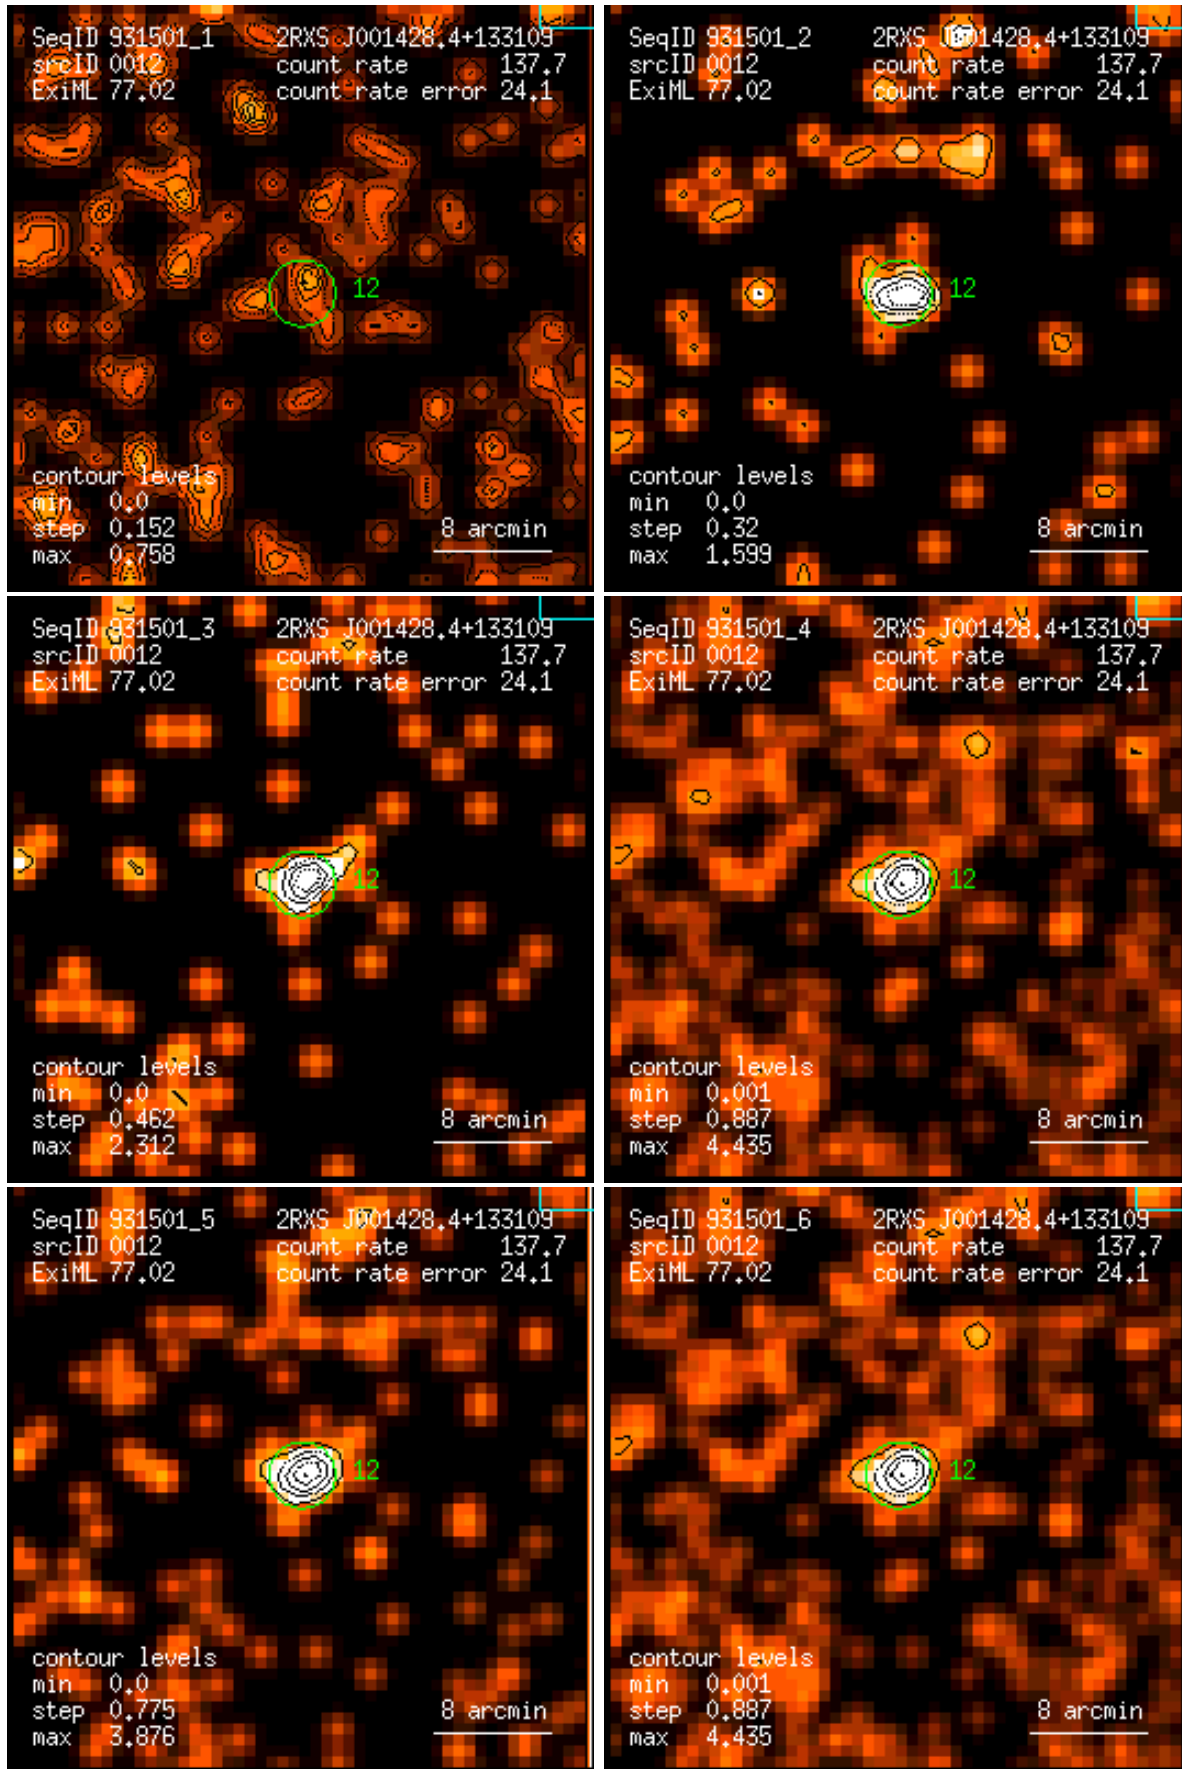 SeqID 931501_1 2RXS J001428.4+133109
srcID 0012 count rate 137.7
ExiML 77.02 count rate error 24.1
12
contour levels
min 0.0
step 0.152
max 0.758
8 arcmin
SeqID 931501_2 2RXS J001428.4+133109
srcID 0012 count rate 137.7
ExiML 77.02 count rate error 24.1
12
contour levels
min 0.0
step 0.32
max 1.599
8 arcmin
SeqID 931501_3 2RXS J001428.4+133109
srcID 0012 count rate 137.7
ExiML 77.02 count rate error 24.1
12
contour levels
min 0.0
step 0.462
max 2.312
8 arcmin
SeqID 931501_4 2RXS J001428.4+133109
srcID 0012 count rate 137.7
ExiML 77.02 count rate error 24.1
12
contour levels
min 0.001
step 0.887
max 4.435
8 arcmin
SeqID 931501_5 2RXS J001428.4+133109
srcID 0012 count rate 137.7
ExiML 77.02 count rate error 24.1
12
contour levels
min 0.0
step 0.775
max 3.876
8 arcmin
SeqID 931501_6 2RXS J001428.4+133109
srcID 0012 count rate 137.7
ExiML 77.02 count rate error 24.1
12
contour levels
min 0.001
step 0.887
max 4.435
8 arcmin